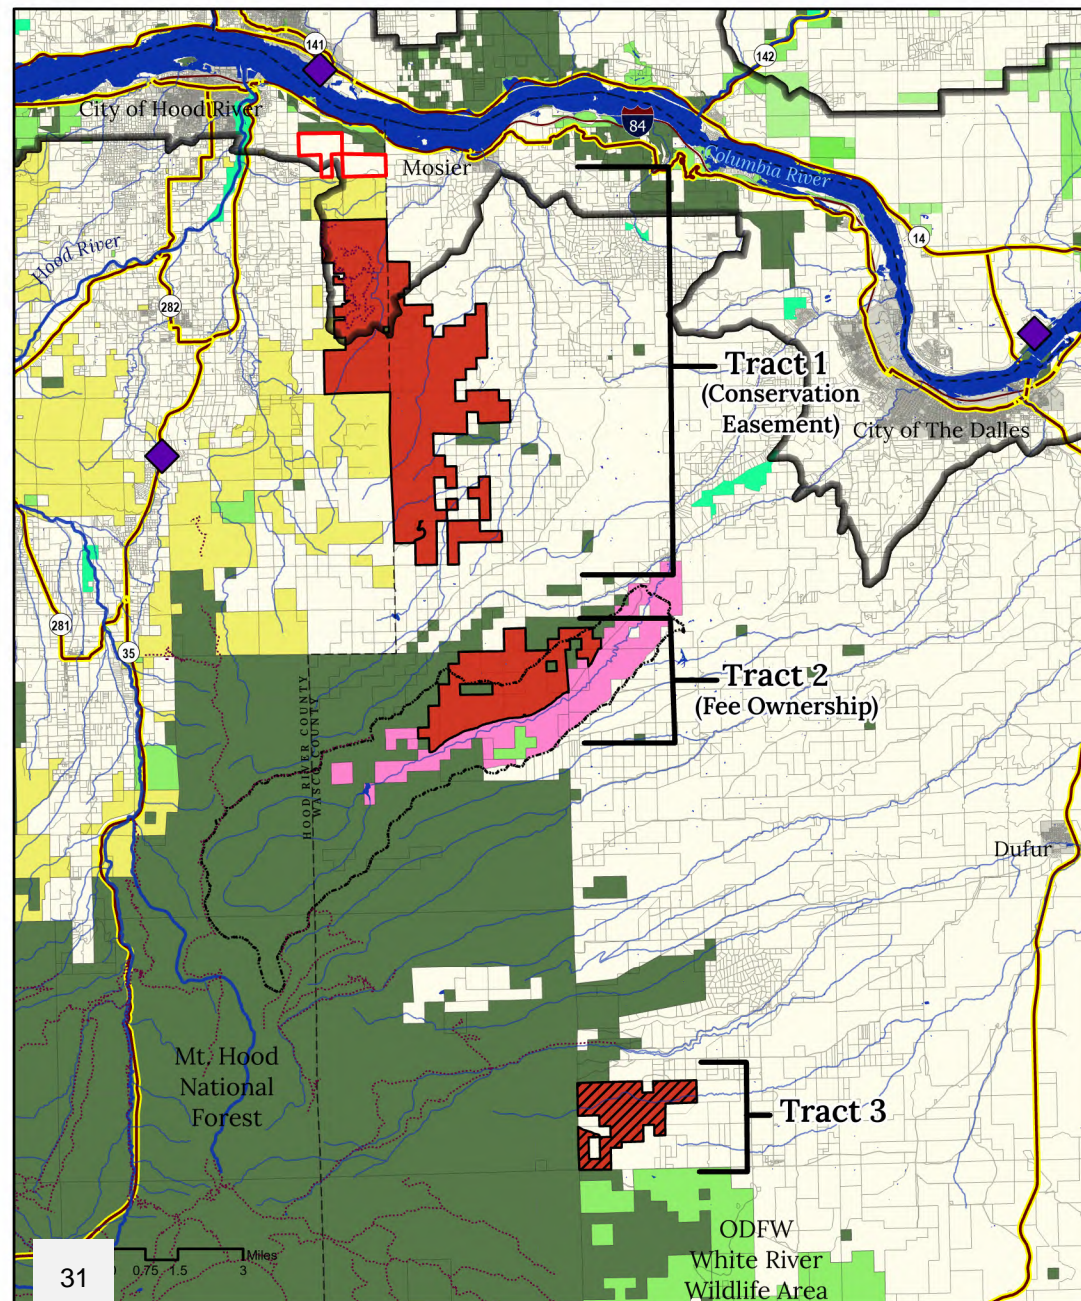 141
142
City of Hood River
84
Mosier
Columbia River
Hood River
14
282
Tract 1
(Conservation
Easement)
City of The Dalles
281
35
Tract 2
(Fee Ownership)
HOOD RIVER COUNTY
WASCO COUNTY
Dufur
Mt. Hood
National
Forest
Tract 3
ODFW
White River
Wildlife Area
Miles
0 0.75 1.5 3
31